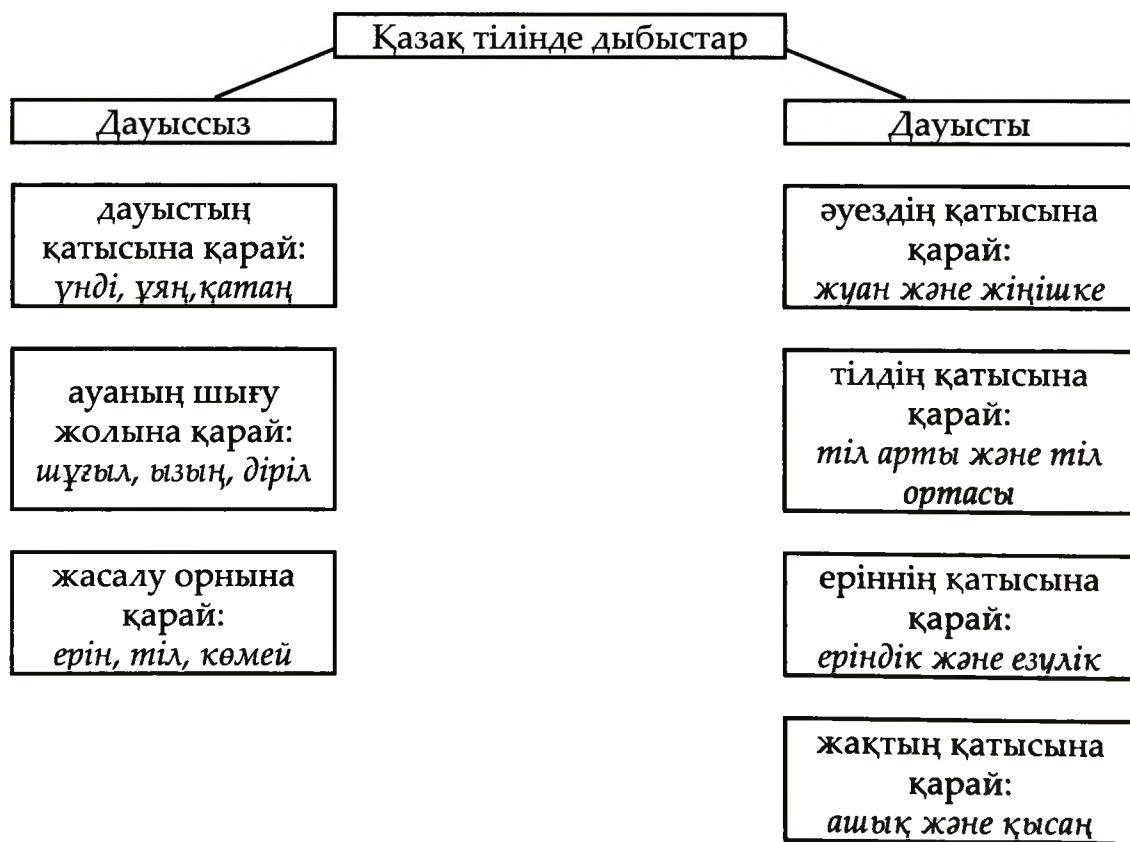 Қазақ тілінде дыбыстар
Дауыссыз
дауыстың
қатысына қарай:
үнді, ұяң,қатаң
ауаның шығу
жолына қарай:
шұғыл, ызың, діріл
жасалу орнына
қарай:
ерін, тіл, көмей
Дауысты
әуездің қатысына
қарай:
жуан және жіңішке
тілдің қатысына
қарай:
тіл арты және тіл
ортасы
еріннің қатысына
қарай:
еріндік және езулік
жақтың қатысына
қарай:
ашық және қысаң